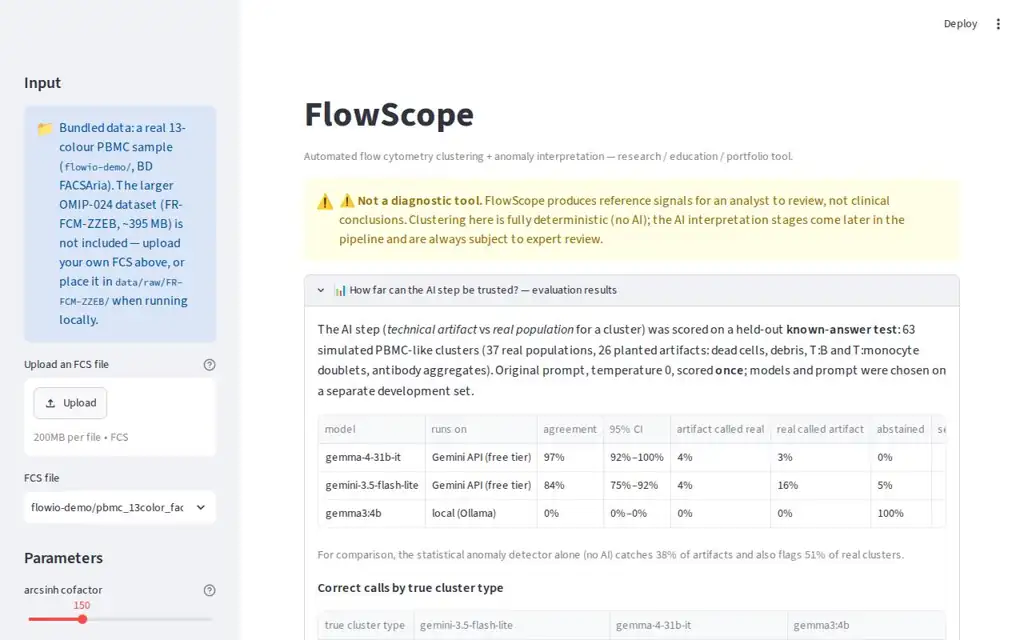 Deploy
Input
📁 Bundled data: a real 13-
colour PBMC sample
(flowio-demo/, BD
FACSAria). The larger
OMIP-024 dataset (FR-
FCM-ZZEB, ~395 MB) is
not included — upload
your own FCS above, or
place it in data/raw/FR-
FCM-ZZEB/ when running
locally.
Upload an FCS file
Upload
200MB per file • FCS
FCS file
flowio-demo/pbmc_13color_fac
Parameters
arcsinh cofactor
150
FlowScope
Automated flow cytometry clustering + anomaly interpretation — research / education / portfolio tool.
⚠️ ⚠️ Not a diagnostic tool. FlowScope produces reference signals for an analyst to review, not clinical
conclusions. Clustering here is fully deterministic (no AI); the AI interpretation stages come later in the
pipeline and are always subject to expert review.
📊 How far can the AI step be trusted? — evaluation results
The AI step (technical artifact vs real population for a cluster) was scored on a held-out known-answer test: 63
simulated PBMC-like clusters (37 real populations, 26 planted artifacts: dead cells, debris, T:B and T:monocyte
doublets, antibody aggregates). Original prompt, temperature 0, scored once; models and prompt were chosen on
a separate development set.
model runs on agreement 95% CI artifact called real real called artifact abstained
gemma-4-31b-it Gemini API (free tier) 97% 92%–100% 4% 3% 0%
gemini-3.5-flash-lite Gemini API (free tier) 84% 75%–92% 4% 16% 5%
gemma3:4b local (Ollama) 0% 0%–0% 0% 0% 100%
For comparison, the statistical anomaly detector alone (no AI) catches 38% of artifacts and also flags 51% of real clusters.
Correct calls by true cluster type
true cluster type gemini-3.5-flash-lite gemma-4-31b-it gemma3:4b